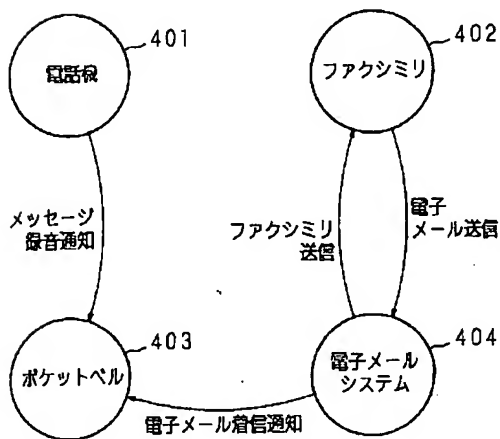 401
電話機
402
ファクシミリ
メッセージ
録音通知
ファクシミリ
送信
電子
メール送信
403
ポケットベル
404
電子メール
システム
電子メール着信通知